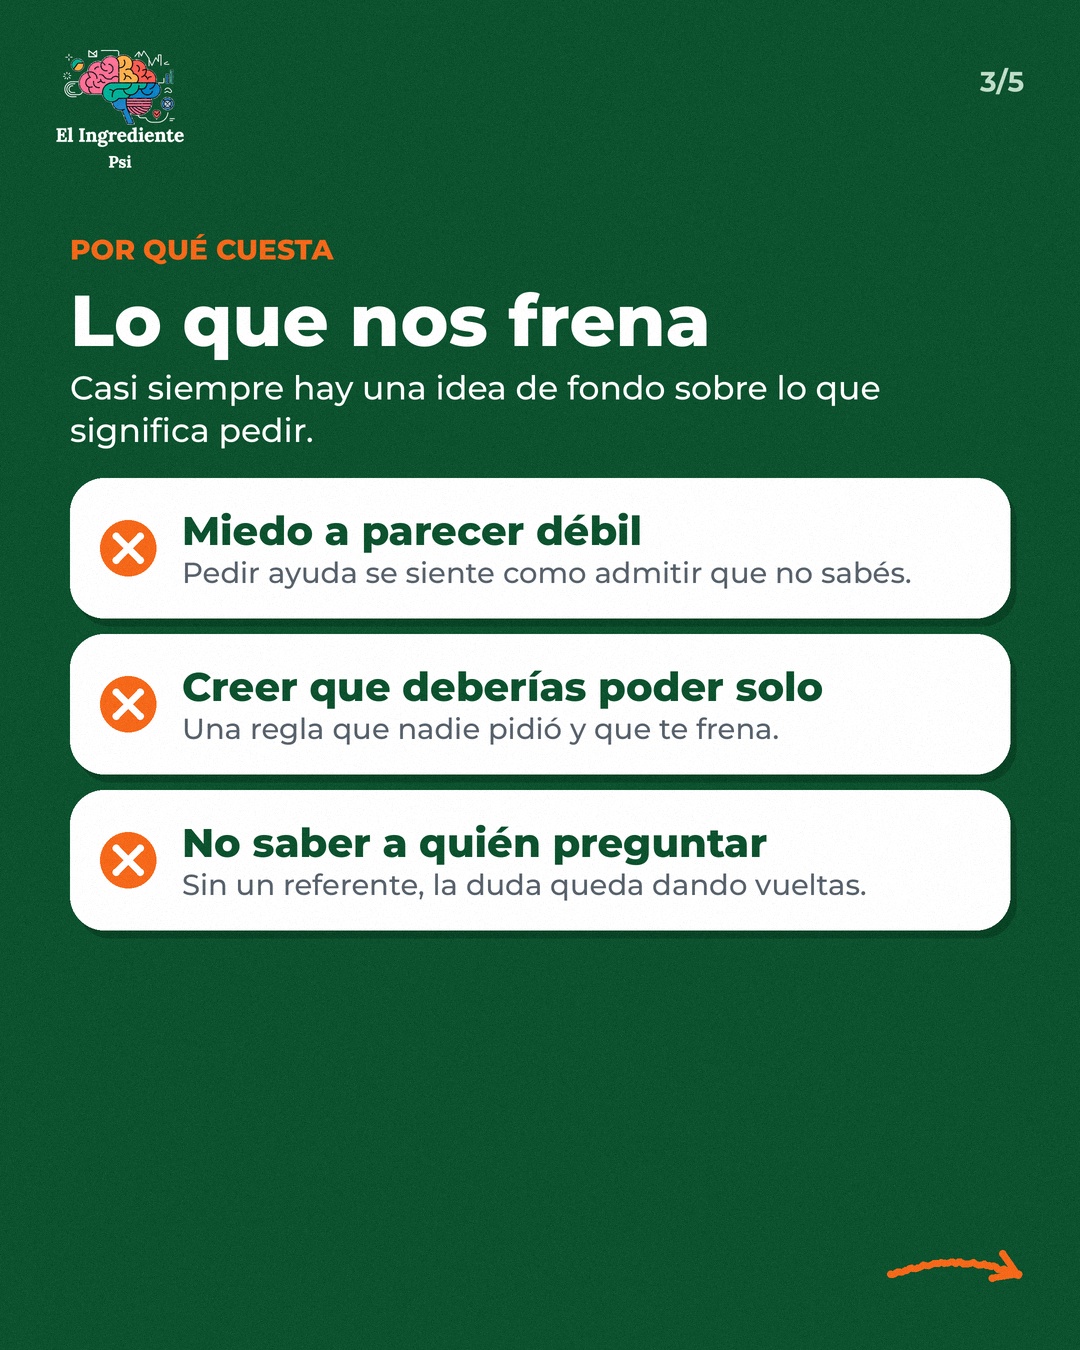 El Ingrediente
Psi
3/5
POR QUÉ CUESTA
Lo que nos frena
Casi siempre hay una idea de fondo sobre lo que
significa pedir.
Miedo a parecer débil
Pedir ayuda se siente como admitir que no sabés.
Creer que deberías poder solo
Una regla que nadie pidió y que te frena.
No saber a quién preguntar
Sin un referente, la duda queda dando vueltas.